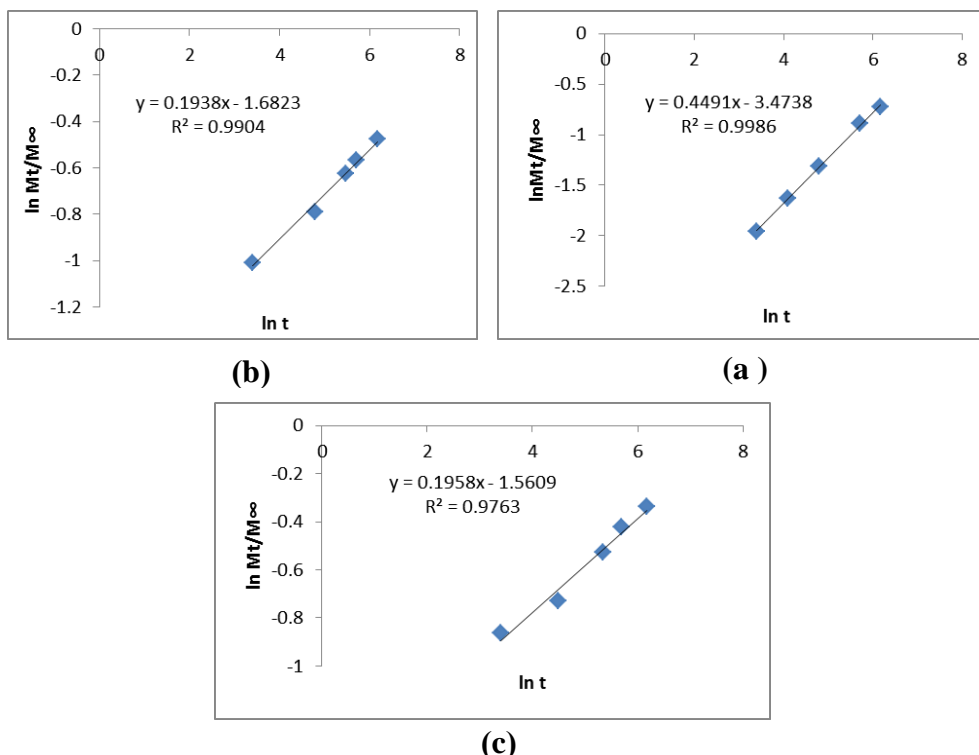 0
0 2 4 6 8
-0.2
-0.4
-0.6
-0.8
-1
-1.2
y = 0.1938x - 1.6823
R² = 0.9904
ln Mt/M∞
ln t
(b)
0
0 2 4 6 8
-0.5
-1
-1.5
-2
-2.5
y = 0.4491x - 3.4738
R² = 0.9986
lnMt/M∞
ln t
(a )
0
0 2 4 6 8
-0.2
-0.4
-0.6
-0.8
-1
y = 0.1958x - 1.5609
R² = 0.9763
ln Mt/M∞
ln t
(c)